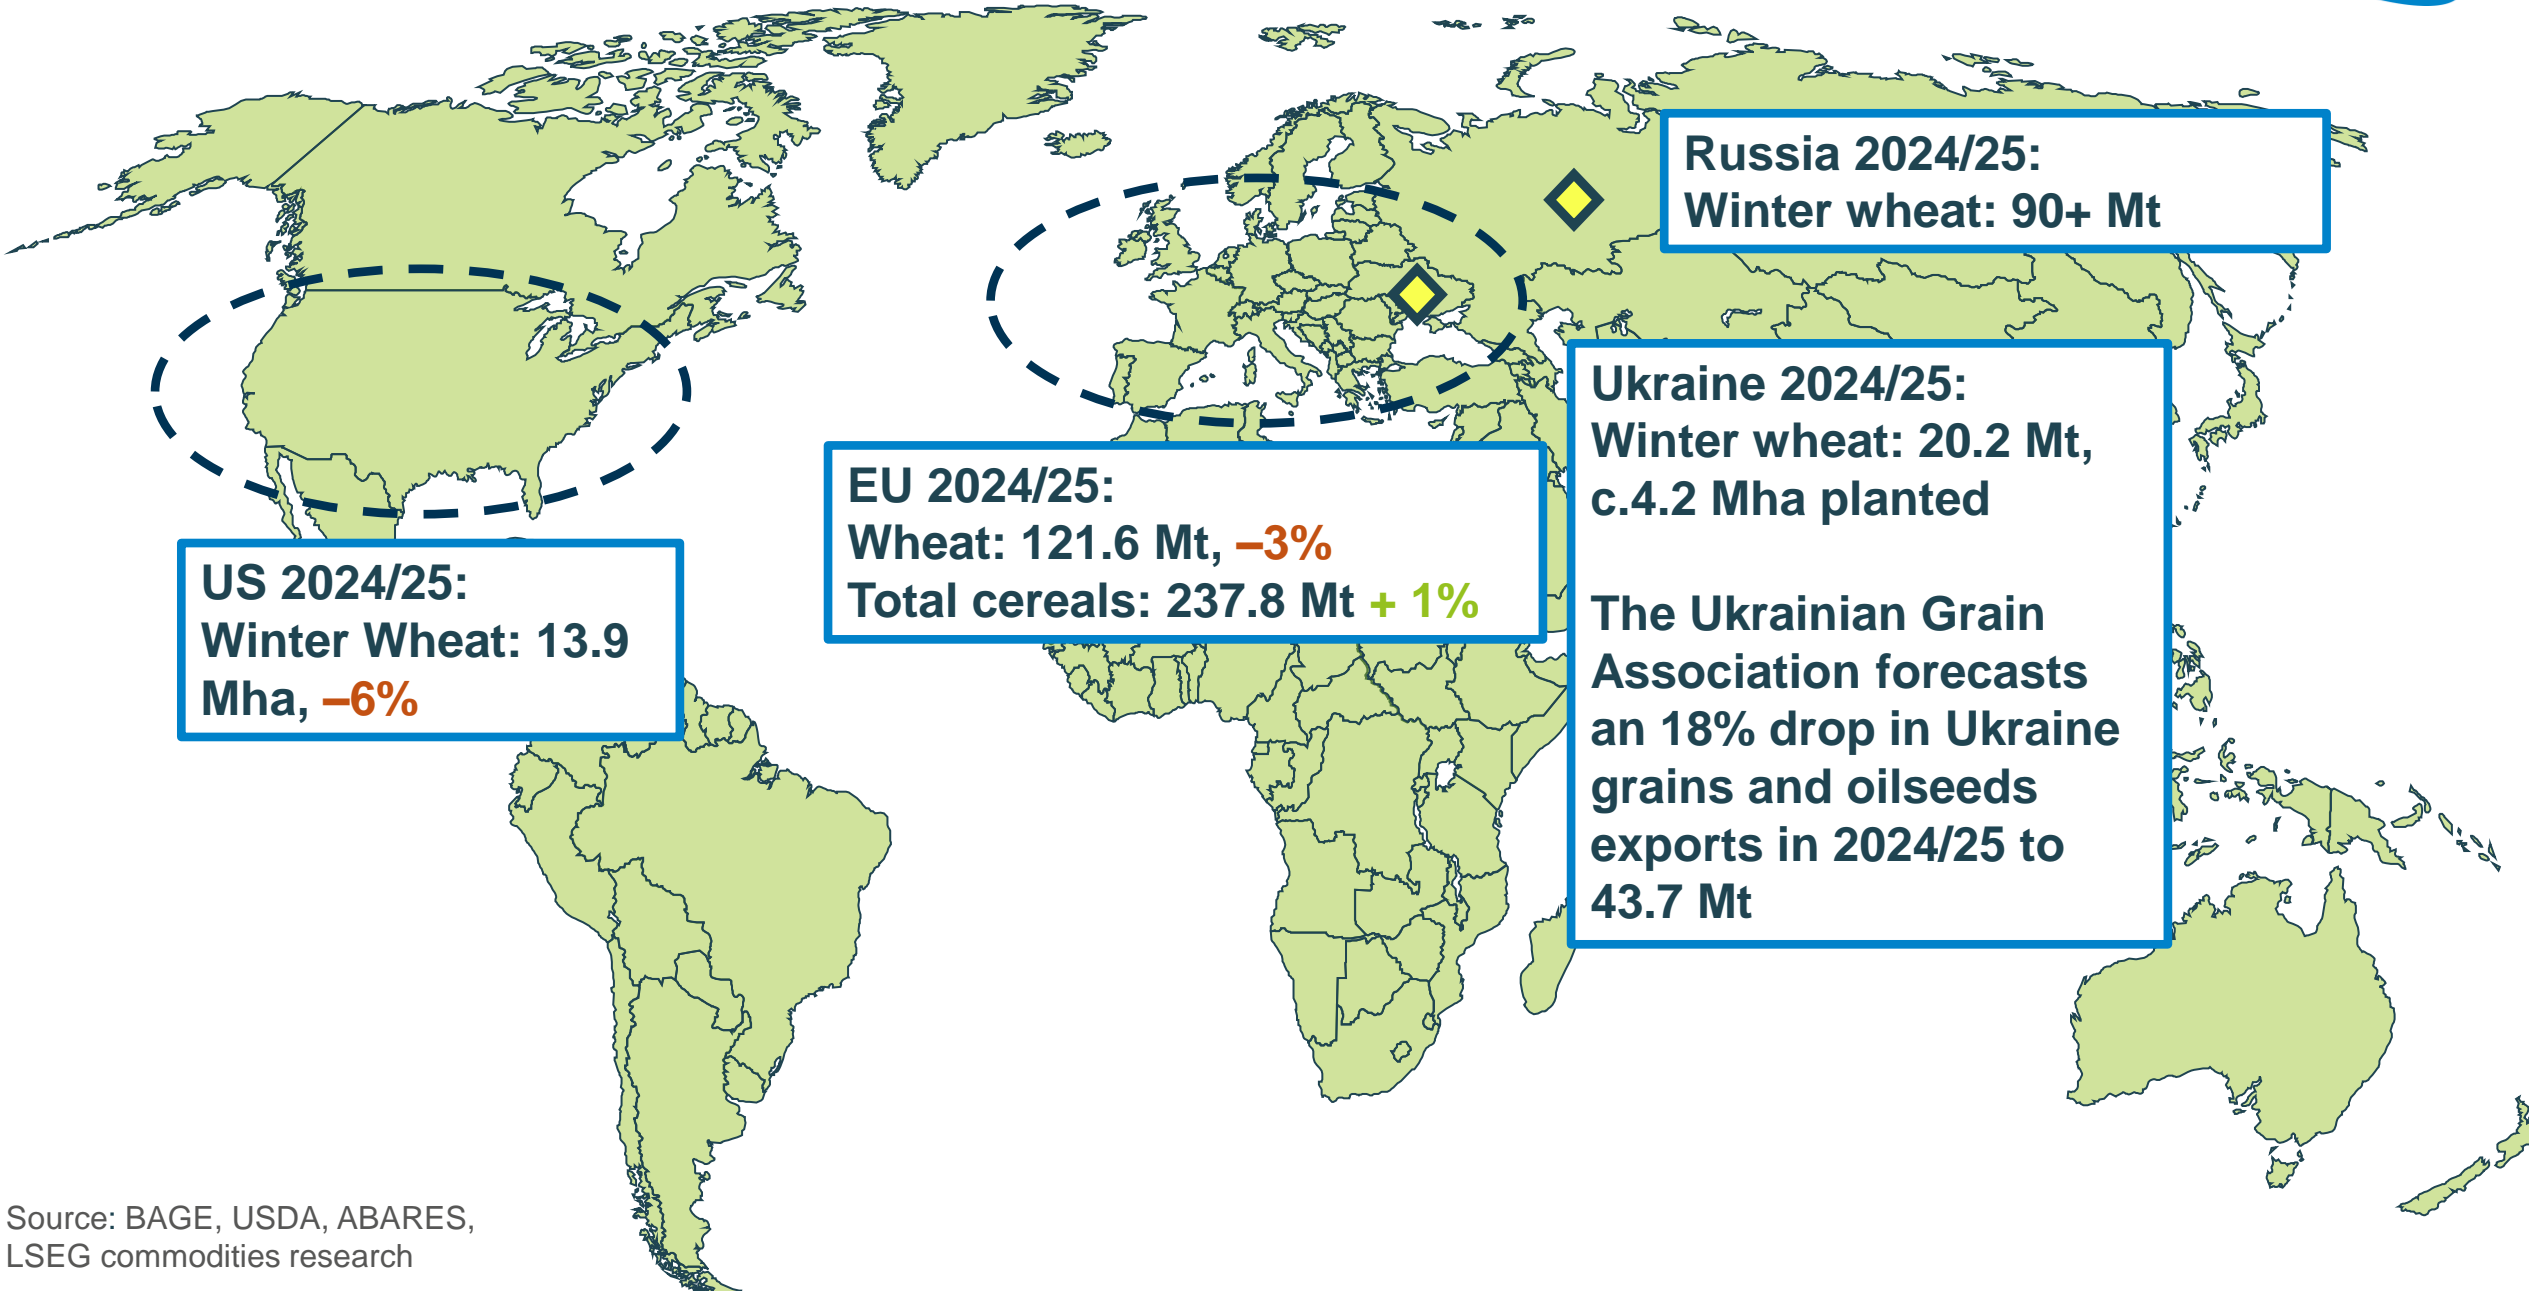 Russia 2024/25:
Winter wheat: 90+ Mt
Ukraine 2024/25:
Winter wheat: 20.2 Mt,
c.4.2 Mha planted
The Ukrainian Grain
Association forecasts
an 18% drop in Ukraine
grains and oilseeds
exports in 2024/25 to
43.7 Mt
EU 2024/25:
Wheat: 121.6 Mt, –3%
Total cereals: 237.8 Mt + 1%
US 2024/25:
Winter Wheat: 13.9
Mha, –6%
Source: BAGE, USDA, ABARES,
LSEG commodities research